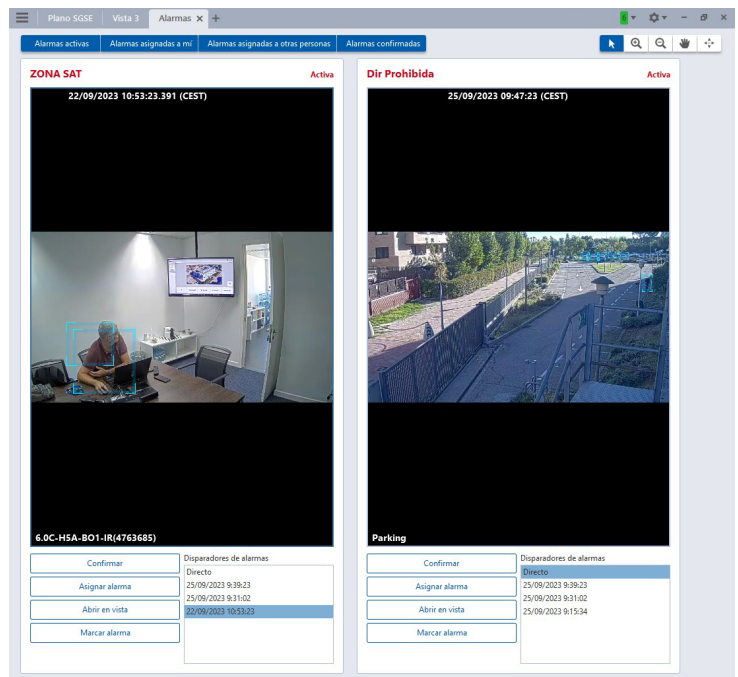 Plano SGSE Vista 3 Alarmas × + 6
Alarmas activas Alarmas asignadas a mí Alarmas asignadas a otras personas Alarmas confirmadas
ZONA SAT Activa
22/09/2023 10:53:23.391 (CEST)
6.0C-H5A-BO1-IR(4763685)
Confirmar
Asignar alarma
Abrir en vista
Marcar alarma
Disparadores de alarmas
Directo
25/09/2023 9:39:23
25/09/2023 9:31:02
22/09/2023 10:53:23
Dir Prohibida Activa
25/09/2023 09:47:23 (CEST)
Parking
Confirmar
Asignar alarma
Abrir en vista
Marcar alarma
Disparadores de alarmas
Directo
25/09/2023 9:39:23
25/09/2023 9:31:02
25/09/2023 9:15:34